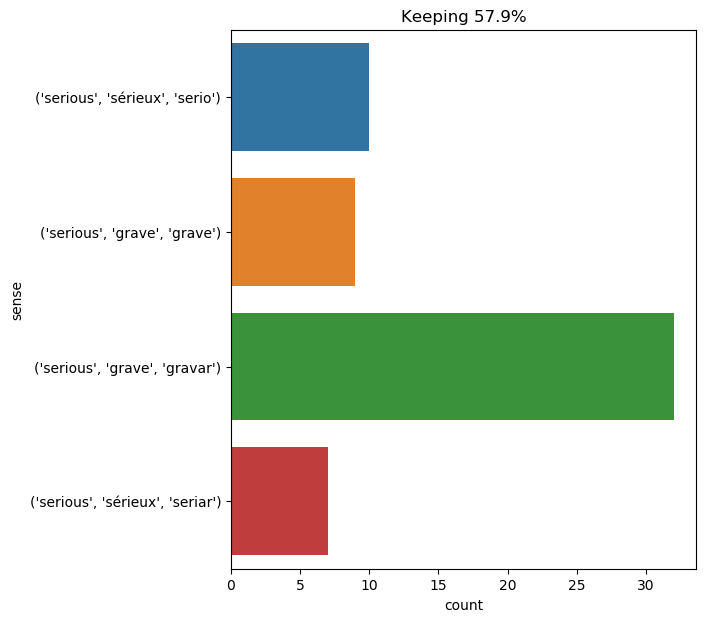 Keeping 57.9%
('serious', 'sérieux', 'serio')
('serious', 'grave', 'grave')
('serious', 'grave', 'gravar')
('serious', 'sérieux', 'seriar')
sense
0 5 10 15 20 25 30
count